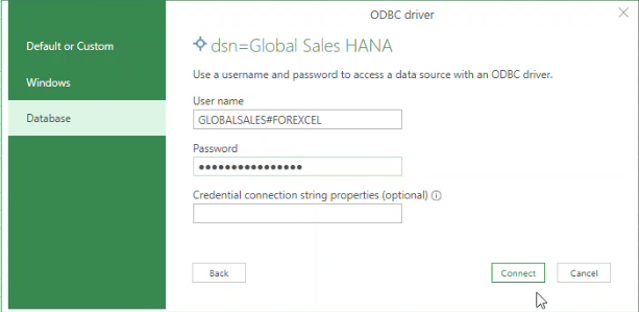 ODBC driver
Default or Custom
Windows
Database
dsn=Global Sales HANA
Use a username and password to access a data source with an ODBC driver.
User name
GLOBALSALES#FOREXCEL
Password
••••••••••••••••
Credential connection string properties (optional)
Back
Connect
Cancel